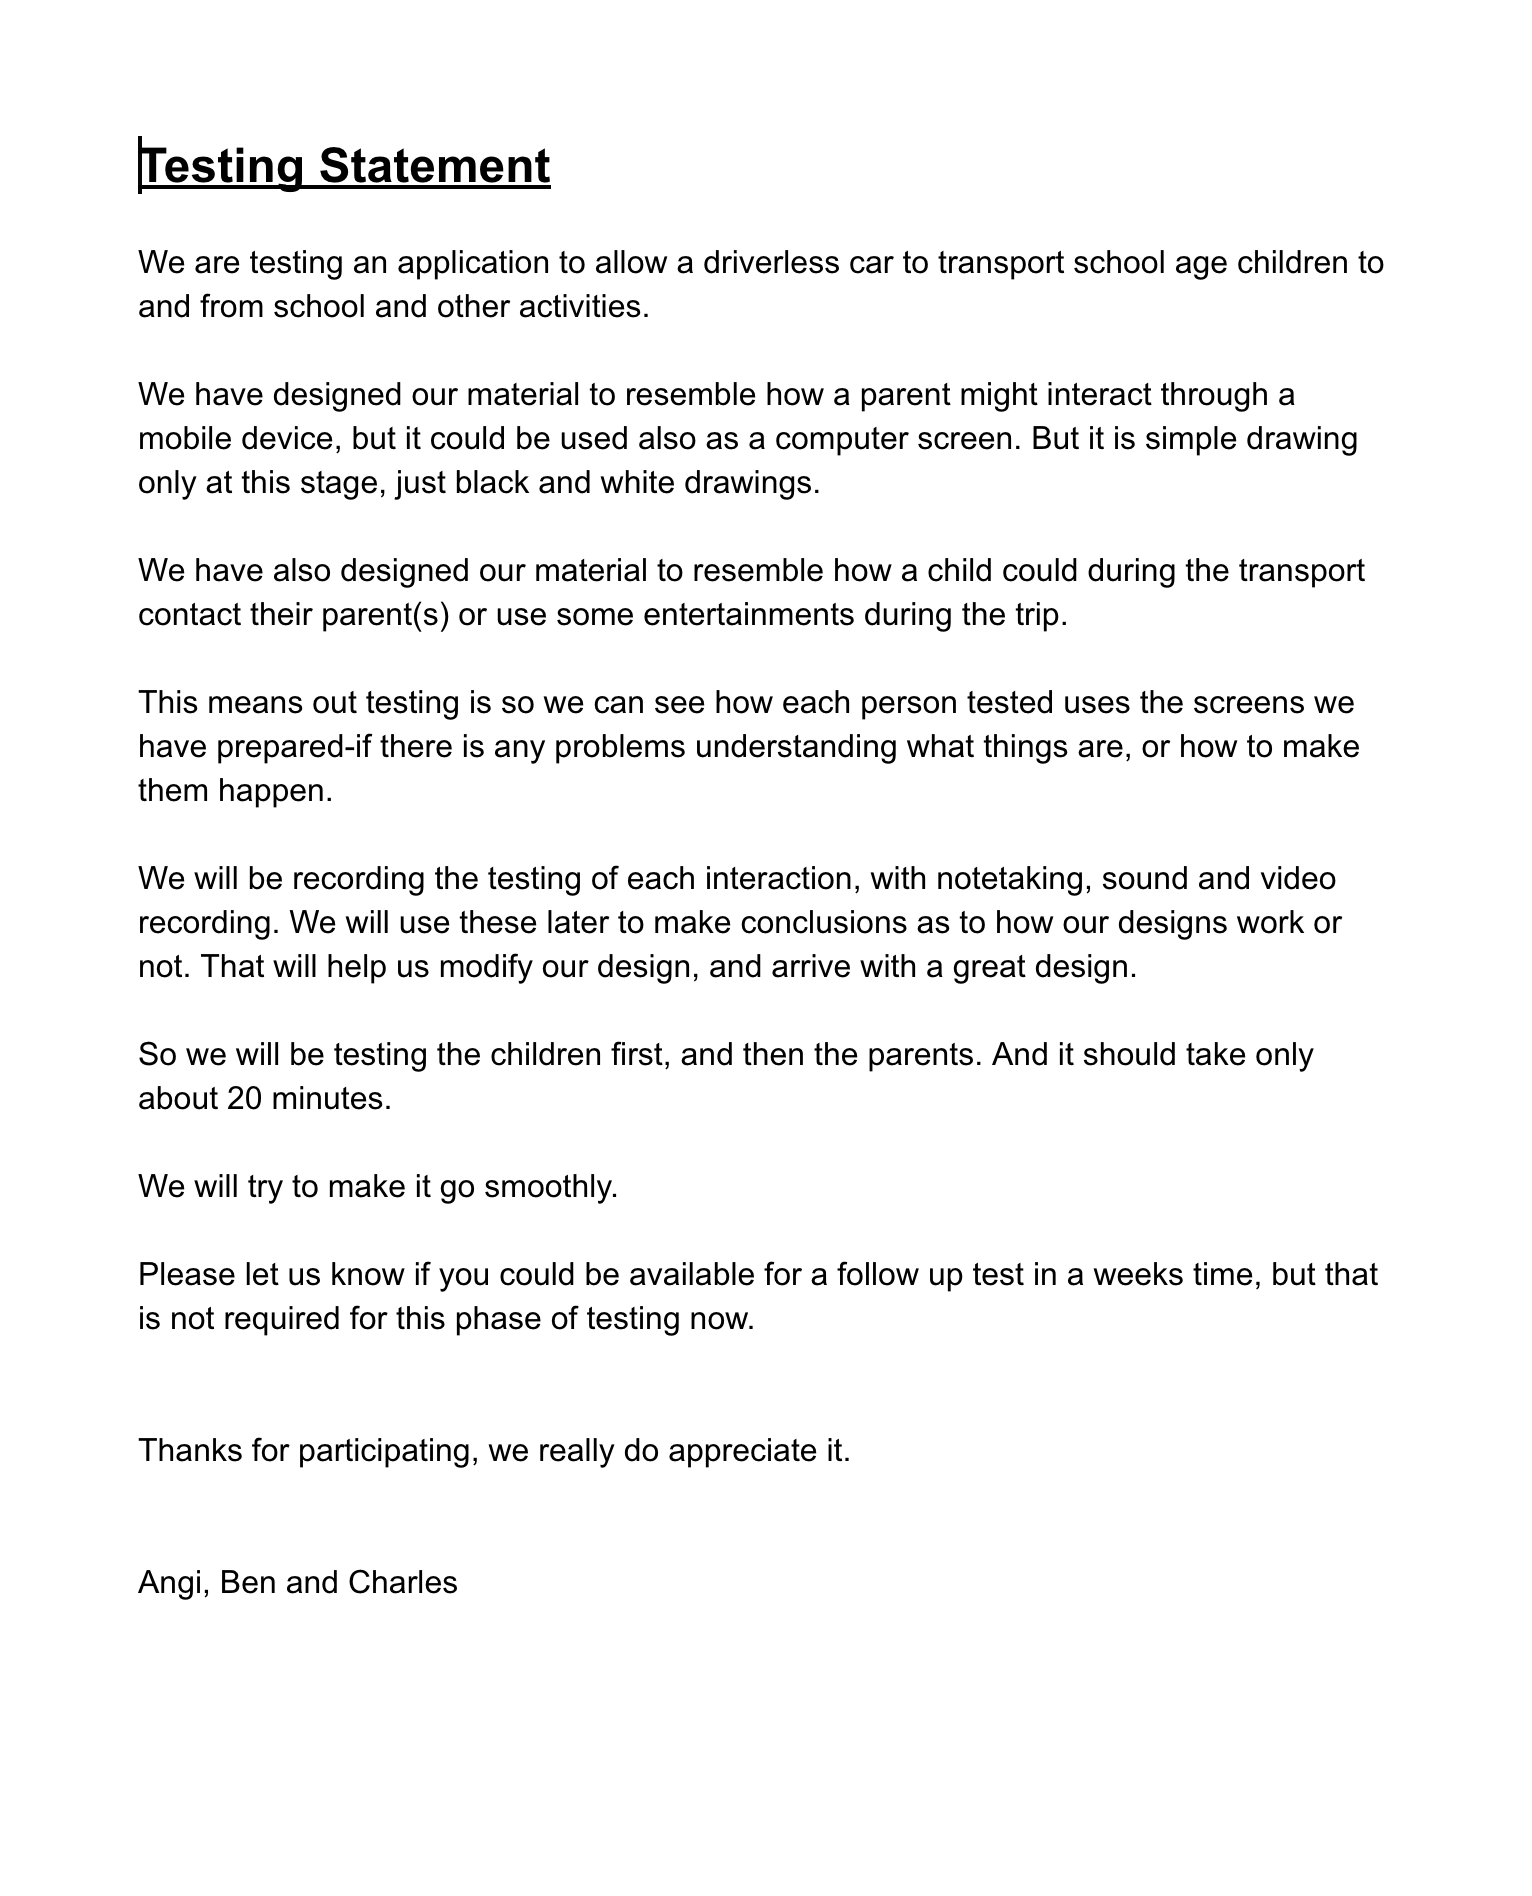 Testing Statement
We are testing an application to allow a driverless car to transport school age children to
and from school and other activities.
We have designed our material to resemble how a parent might interact through a
mobile device, but it could be used also as a computer screen. But it is simple drawing
only at this stage, just black and white drawings.
We have also designed our material to resemble how a child could during the transport
contact their parent(s) or use some entertainments during the trip.
This means out testing is so we can see how each person tested uses the screens we
have prepared-if there is any problems understanding what things are, or how to make
them happen.
We will be recording the testing of each interaction, with notetaking, sound and video
recording. We will use these later to make conclusions as to how our designs work or
not. That will help us modify our design, and arrive with a great design.
So we will be testing the children first, and then the parents. And it should take only
about 20 minutes.
We will try to make it go smoothly.
Please let us know if you could be available for a follow up test in a weeks time, but that
is not required for this phase of testing now.
Thanks for participating, we really do appreciate it.
Angi, Ben and Charles